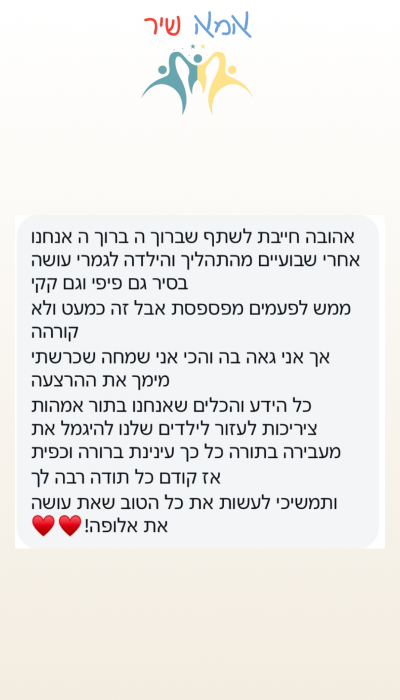 אמא שיר
אהובה חייבת לשתף שברוך ה ברוך ה אנחנו
אחרי שבועיים מהתהליך והילדה לגמרי עושה
בסיר גם פיפי וגם קקי
ממש לפעמים מפספסת אבל זה כמעט ולא
קורהה
אך אני גאה בה והכי אני שמחה שכרשתי
מימך את ההרצעה
כל הידע והכלים שאנחנו בתור אמהות
ציריכות לעזור לילדים שלנו להיגמל את
מעבירה בתורה כל כך עינינת ברורה וכפית
אז קודם כל תודה רבה לך
ותמשיכי לעשות את כל הטוב שאת עושה
את אלופה!❤️❤️